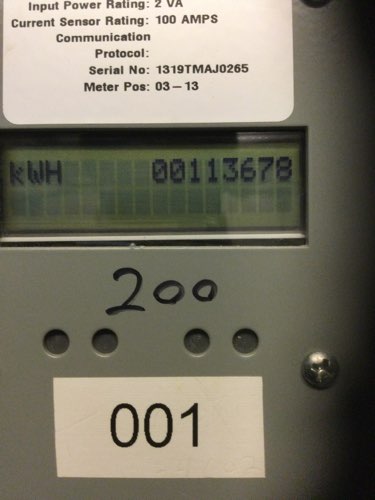 Input Power Rating: 2 VA
Current Sensor Rating: 100 AMPS
Communication
Protocol:
Serial No: 1319TMAJ0265
Meter Pos: 03-13
kWH 00113678
200
001